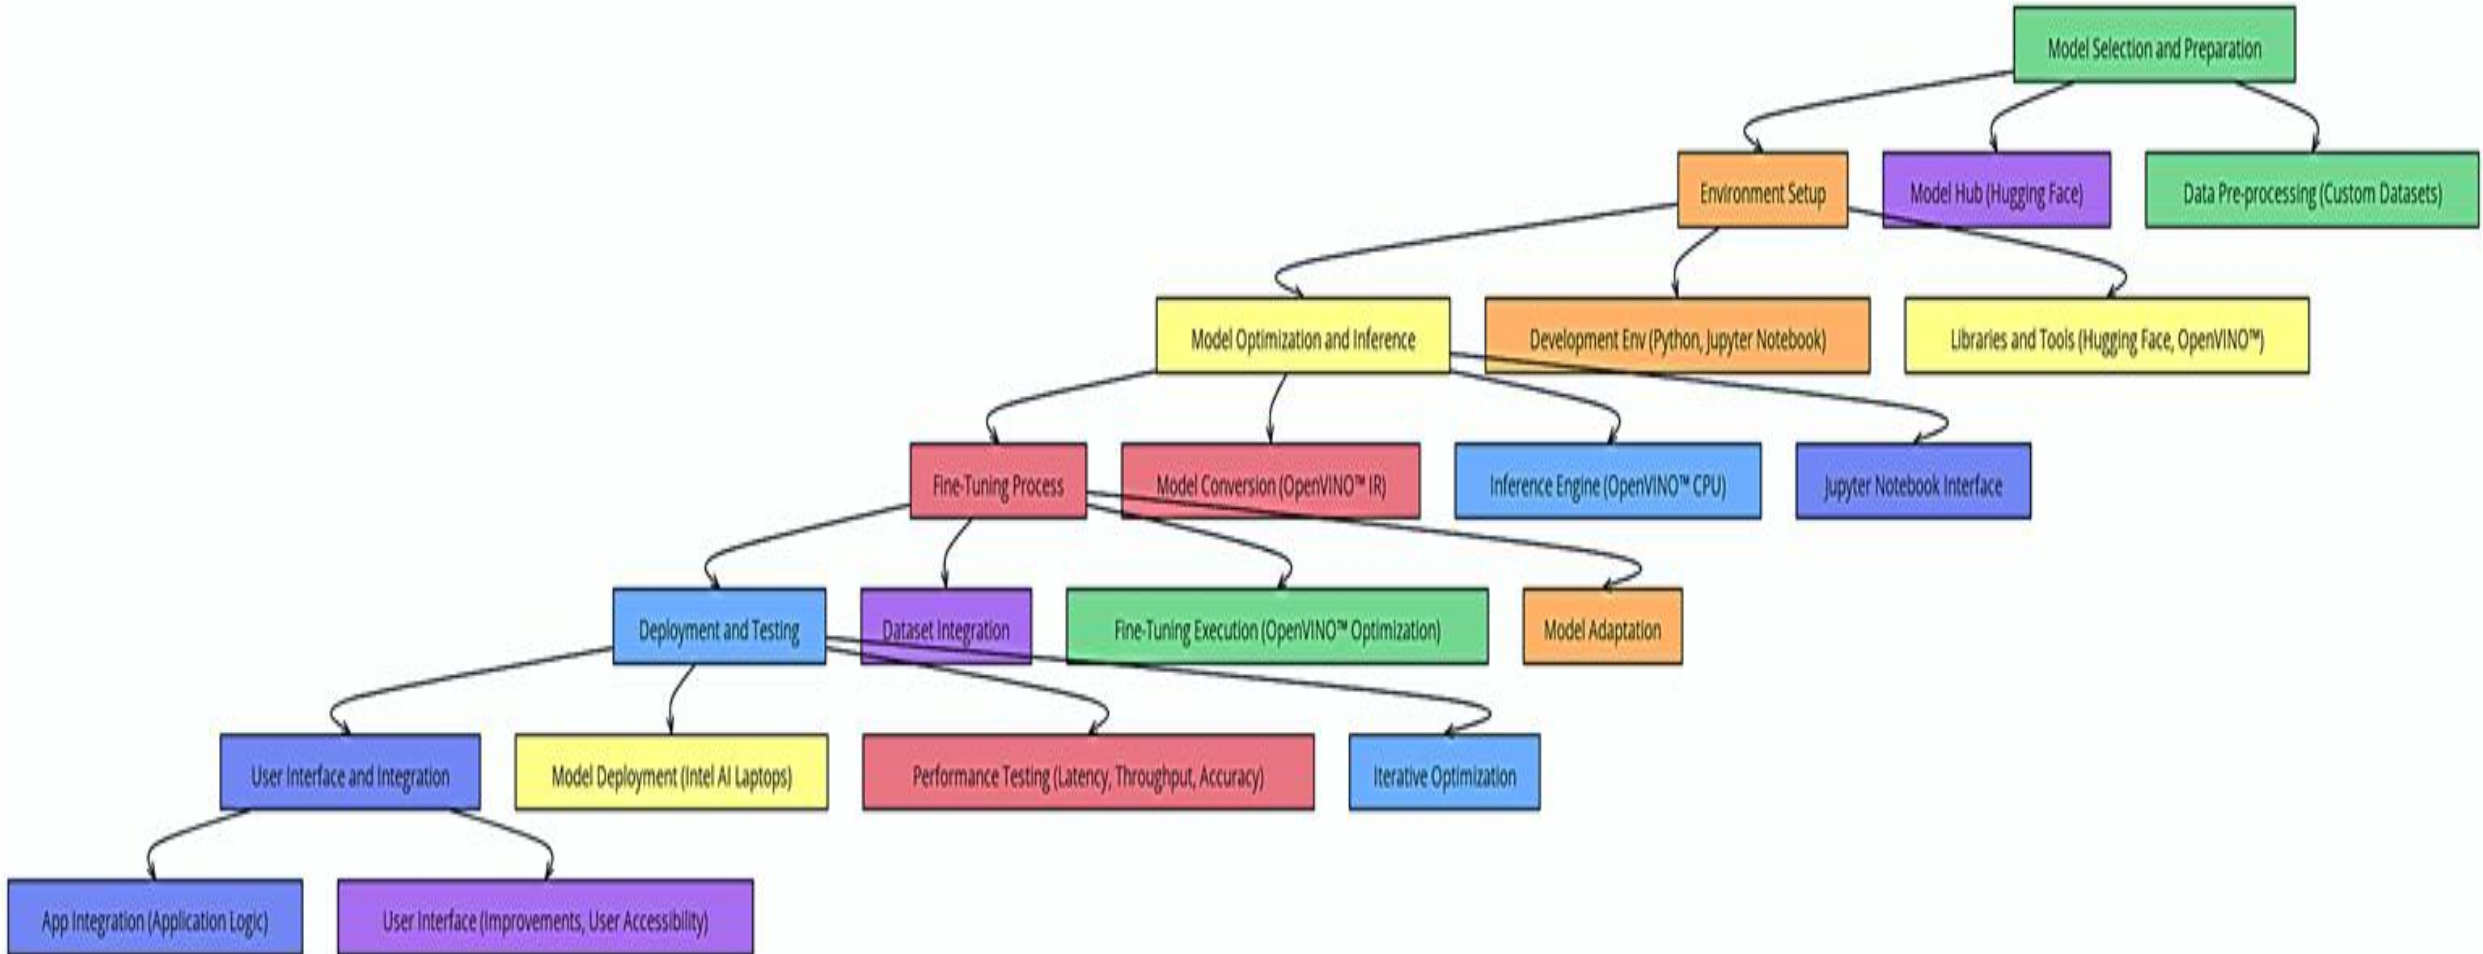 Model Selection and Preparation
Environment Setup
Model Hub (Hugging Face)
Data Pre-processing (Custom Datasets)
Model Optimization and Inference
Development Env (Python, Jupyter Notebook)
Libraries and Tools (Hugging Face, OpenVINO™)
Fine-Tuning Process
Model Conversion (OpenVINO™ IR)
Inference Engine (OpenVINO™ CPU)
Jupyter Notebook Interface
Deployment and Testing
Dataset Integration
Fine-Tuning Execution (OpenVINO™ Optimization)
Model Adaptation
User Interface and Integration
Model Deployment (Intel AI Laptops)
Performance Testing (Latency, Throughput, Accuracy)
Iterative Optimization
App Integration (Application Logic)
User Interface (Improvements, User Accessibility)